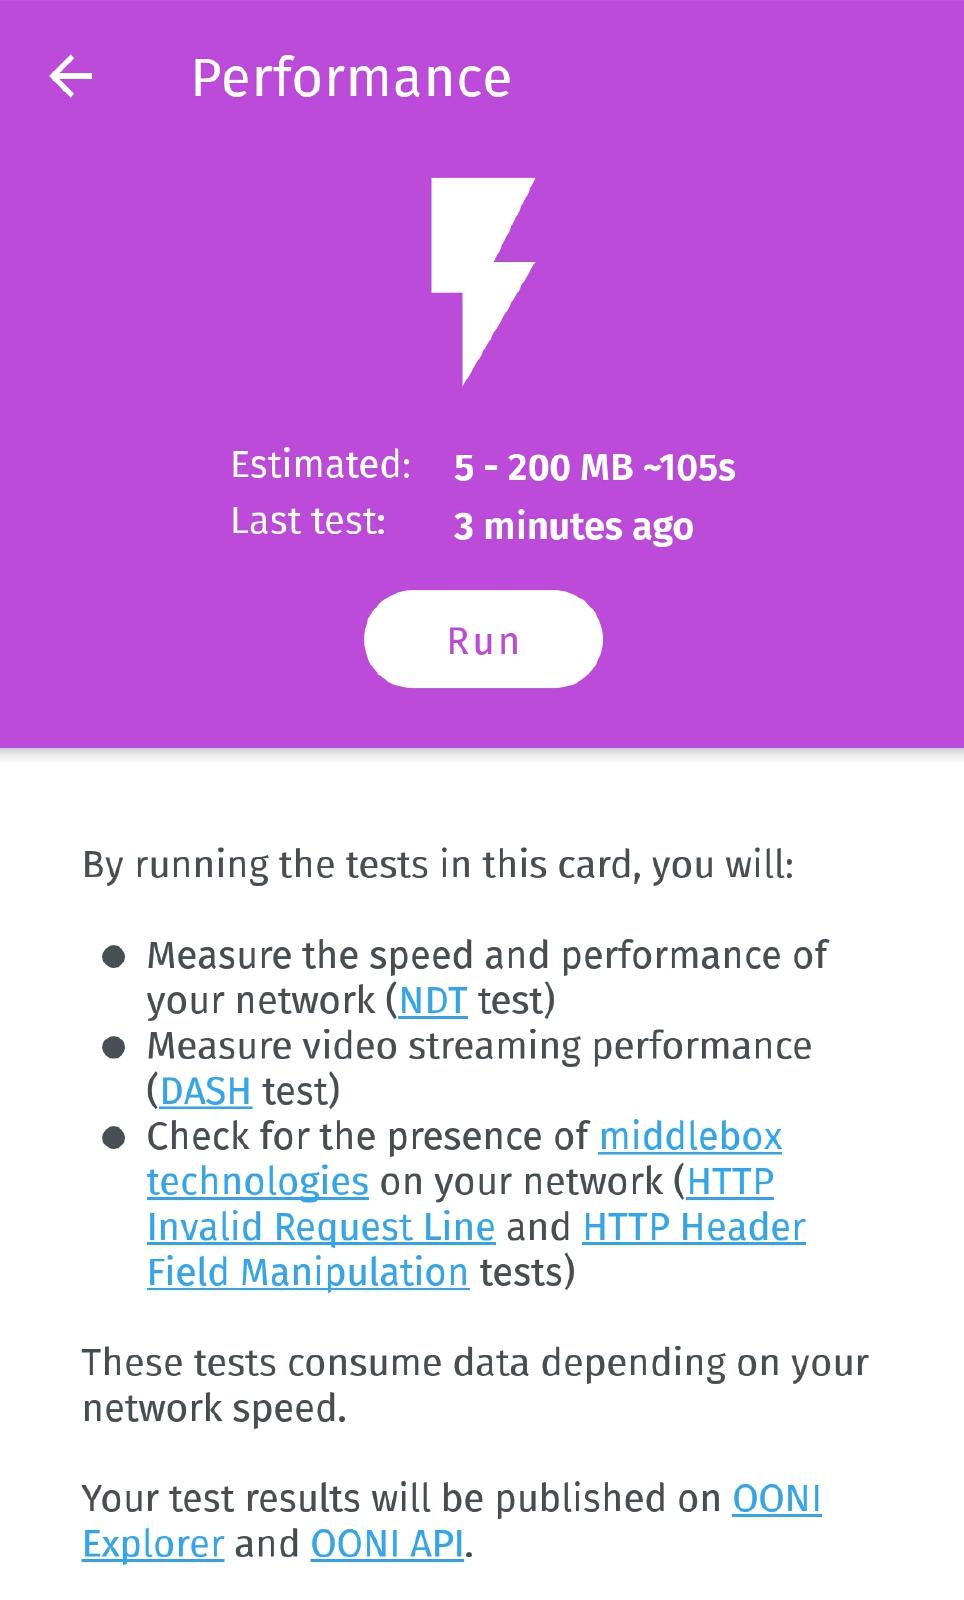 Performance
Estimated: 5 - 200 MB ~105s
Last test: 3 minutes ago
Run
By running the tests in this card, you will:
● Measure the speed and performance of
your network (NDT test)
● Measure video streaming performance
(DASH test)
● Check for the presence of middlebox
technologies on your network (HTTP
Invalid Request Line and HTTP Header
Field Manipulation tests)
These tests consume data depending on your
network speed.
Your test results will be published on OONI
Explorer and OONI API.